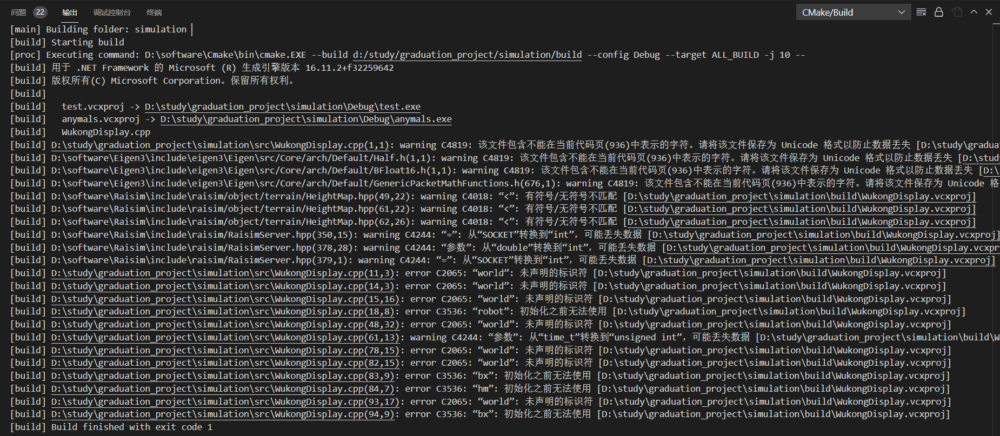 问题 22 输出 调试控制台 终端 CMake/Build
[main] Building folder: simulation
[build] Starting build
[proc] Executing command: D:\software\Cmake\bin\cmake.EXE --build d:/study/graduation_project/simulation/build --config Debug --target ALL_BUILD -j 10 --
[build] 用于 .NET Framework 的 Microsoft (R) 生成引擎版本 16.11.2+f32259642
[build] 版权所有(C) Microsoft Corporation。保留所有权利。
[build]
[build]   test.vcxproj -> D:\study\graduation_project\simulation\Debug\test.exe
[build]   anymals.vcxproj -> D:\study\graduation_project\simulation\Debug\anymals.exe
[build]   WukongDisplay.cpp
[build] D:\study\graduation_project\simulation\src\WukongDisplay.cpp(1,1): warning C4819: 该文件包含不能在当前代码页(936)中表示的字符。请将该文件保存为 Unicode 格式以防止数据丢失 [D:\study\gradua
[build] D:\software\Eigen3\include\eigen3\Eigen\src/Core/arch/Default/Half.h(1,1): warning C4819: 该文件包含不能在当前代码页(936)中表示的字符。请将该文件保存为 Unicode 格式以防止数据丢失 [D:\stud
[build] D:\software\Eigen3\include\eigen3\Eigen\src/Core/arch/Default/BFloat16.h(1,1): warning C4819: 该文件包含不能在当前代码页(936)中表示的字符。请将该文件保存为 Unicode 格式以防止数据丢失 [D:\
[build] D:\software\Eigen3\include\eigen3\Eigen\src/Core/arch/Default/GenericPacketMathFunctions.h(676,1): warning C4819: 该文件包含不能在当前代码页(936)中表示的字符。请将该文件保存为 Unicode 格
[build] D:\software\Raisim\include\raisim/object/terrain/HeightMap.hpp(49,22): warning C4018: “<”: 有符号/无符号不匹配 [D:\study\graduation_project\simulation\build\WukongDisplay.vcxproj]
[build] D:\software\Raisim\include\raisim/object/terrain/HeightMap.hpp(61,22): warning C4018: “<”: 有符号/无符号不匹配 [D:\study\graduation_project\simulation\build\WukongDisplay.vcxproj]
[build] D:\software\Raisim\include\raisim/object/terrain/HeightMap.hpp(62,26): warning C4018: “<”: 有符号/无符号不匹配 [D:\study\graduation_project\simulation\build\WukongDisplay.vcxproj]
[build] D:\software\Raisim\include\raisim/RaisimServer.hpp(350,15): warning C4244: “=”: 从“SOCKET”转换到“int”，可能丢失数据 [D:\study\graduation_project\simulation\build\WukongDisplay.vcxproj]
[build] D:\software\Raisim\include\raisim/RaisimServer.hpp(378,28): warning C4244: “参数”: 从“double”转换到“int”，可能丢失数据 [D:\study\graduation_project\simulation\build\WukongDisplay.vcxpr
[build] D:\software\Raisim\include\raisim/RaisimServer.hpp(379,1): warning C4244: “=”: 从“SOCKET”转换到“int”，可能丢失数据 [D:\study\graduation_project\simulation\build\WukongDisplay.vcxproj]
[build] D:\study\graduation_project\simulation\src\WukongDisplay.cpp(11,3): error C2065: “world”: 未声明的标识符 [D:\study\graduation_project\simulation\build\WukongDisplay.vcxproj]
[build] D:\study\graduation_project\simulation\src\WukongDisplay.cpp(14,3): error C2065: “world”: 未声明的标识符 [D:\study\graduation_project\simulation\build\WukongDisplay.vcxproj]
[build] D:\study\graduation_project\simulation\src\WukongDisplay.cpp(15,16): error C2065: “world”: 未声明的标识符 [D:\study\graduation_project\simulation\build\WukongDisplay.vcxproj]
[build] D:\study\graduation_project\simulation\src\WukongDisplay.cpp(18,8): error C3536: “robot”: 初始化之前无法使用 [D:\study\graduation_project\simulation\build\WukongDisplay.vcxproj]
[build] D:\study\graduation_project\simulation\src\WukongDisplay.cpp(48,32): error C2065: “world”: 未声明的标识符 [D:\study\graduation_project\simulation\build\WukongDisplay.vcxproj]
[build] D:\study\graduation_project\simulation\src\WukongDisplay.cpp(61,13): warning C4244: “参数”: 从“time_t”转换到“unsigned int”，可能丢失数据 [D:\study\graduation_project\simulation\build\W
[build] D:\study\graduation_project\simulation\src\WukongDisplay.cpp(78,15): error C2065: “world”: 未声明的标识符 [D:\study\graduation_project\simulation\build\WukongDisplay.vcxproj]
[build] D:\study\graduation_project\simulation\src\WukongDisplay.cpp(82,15): error C2065: “world”: 未声明的标识符 [D:\study\graduation_project\simulation\build\WukongDisplay.vcxproj]
[build] D:\study\graduation_project\simulation\src\WukongDisplay.cpp(83,9): error C3536: “bx”: 初始化之前无法使用 [D:\study\graduation_project\simulation\build\WukongDisplay.vcxproj]
[build] D:\study\graduation_project\simulation\src\WukongDisplay.cpp(84,7): error C3536: “hm”: 初始化之前无法使用 [D:\study\graduation_project\simulation\build\WukongDisplay.vcxproj]
[build] D:\study\graduation_project\simulation\src\WukongDisplay.cpp(93,17): error C2065: “world”: 未声明的标识符 [D:\study\graduation_project\simulation\build\WukongDisplay.vcxproj]
[build] D:\study\graduation_project\simulation\src\WukongDisplay.cpp(94,9): error C3536: “bx”: 初始化之前无法使用 [D:\study\graduation_project\simulation\build\WukongDisplay.vcxproj]
[build] Build finished with exit code 1